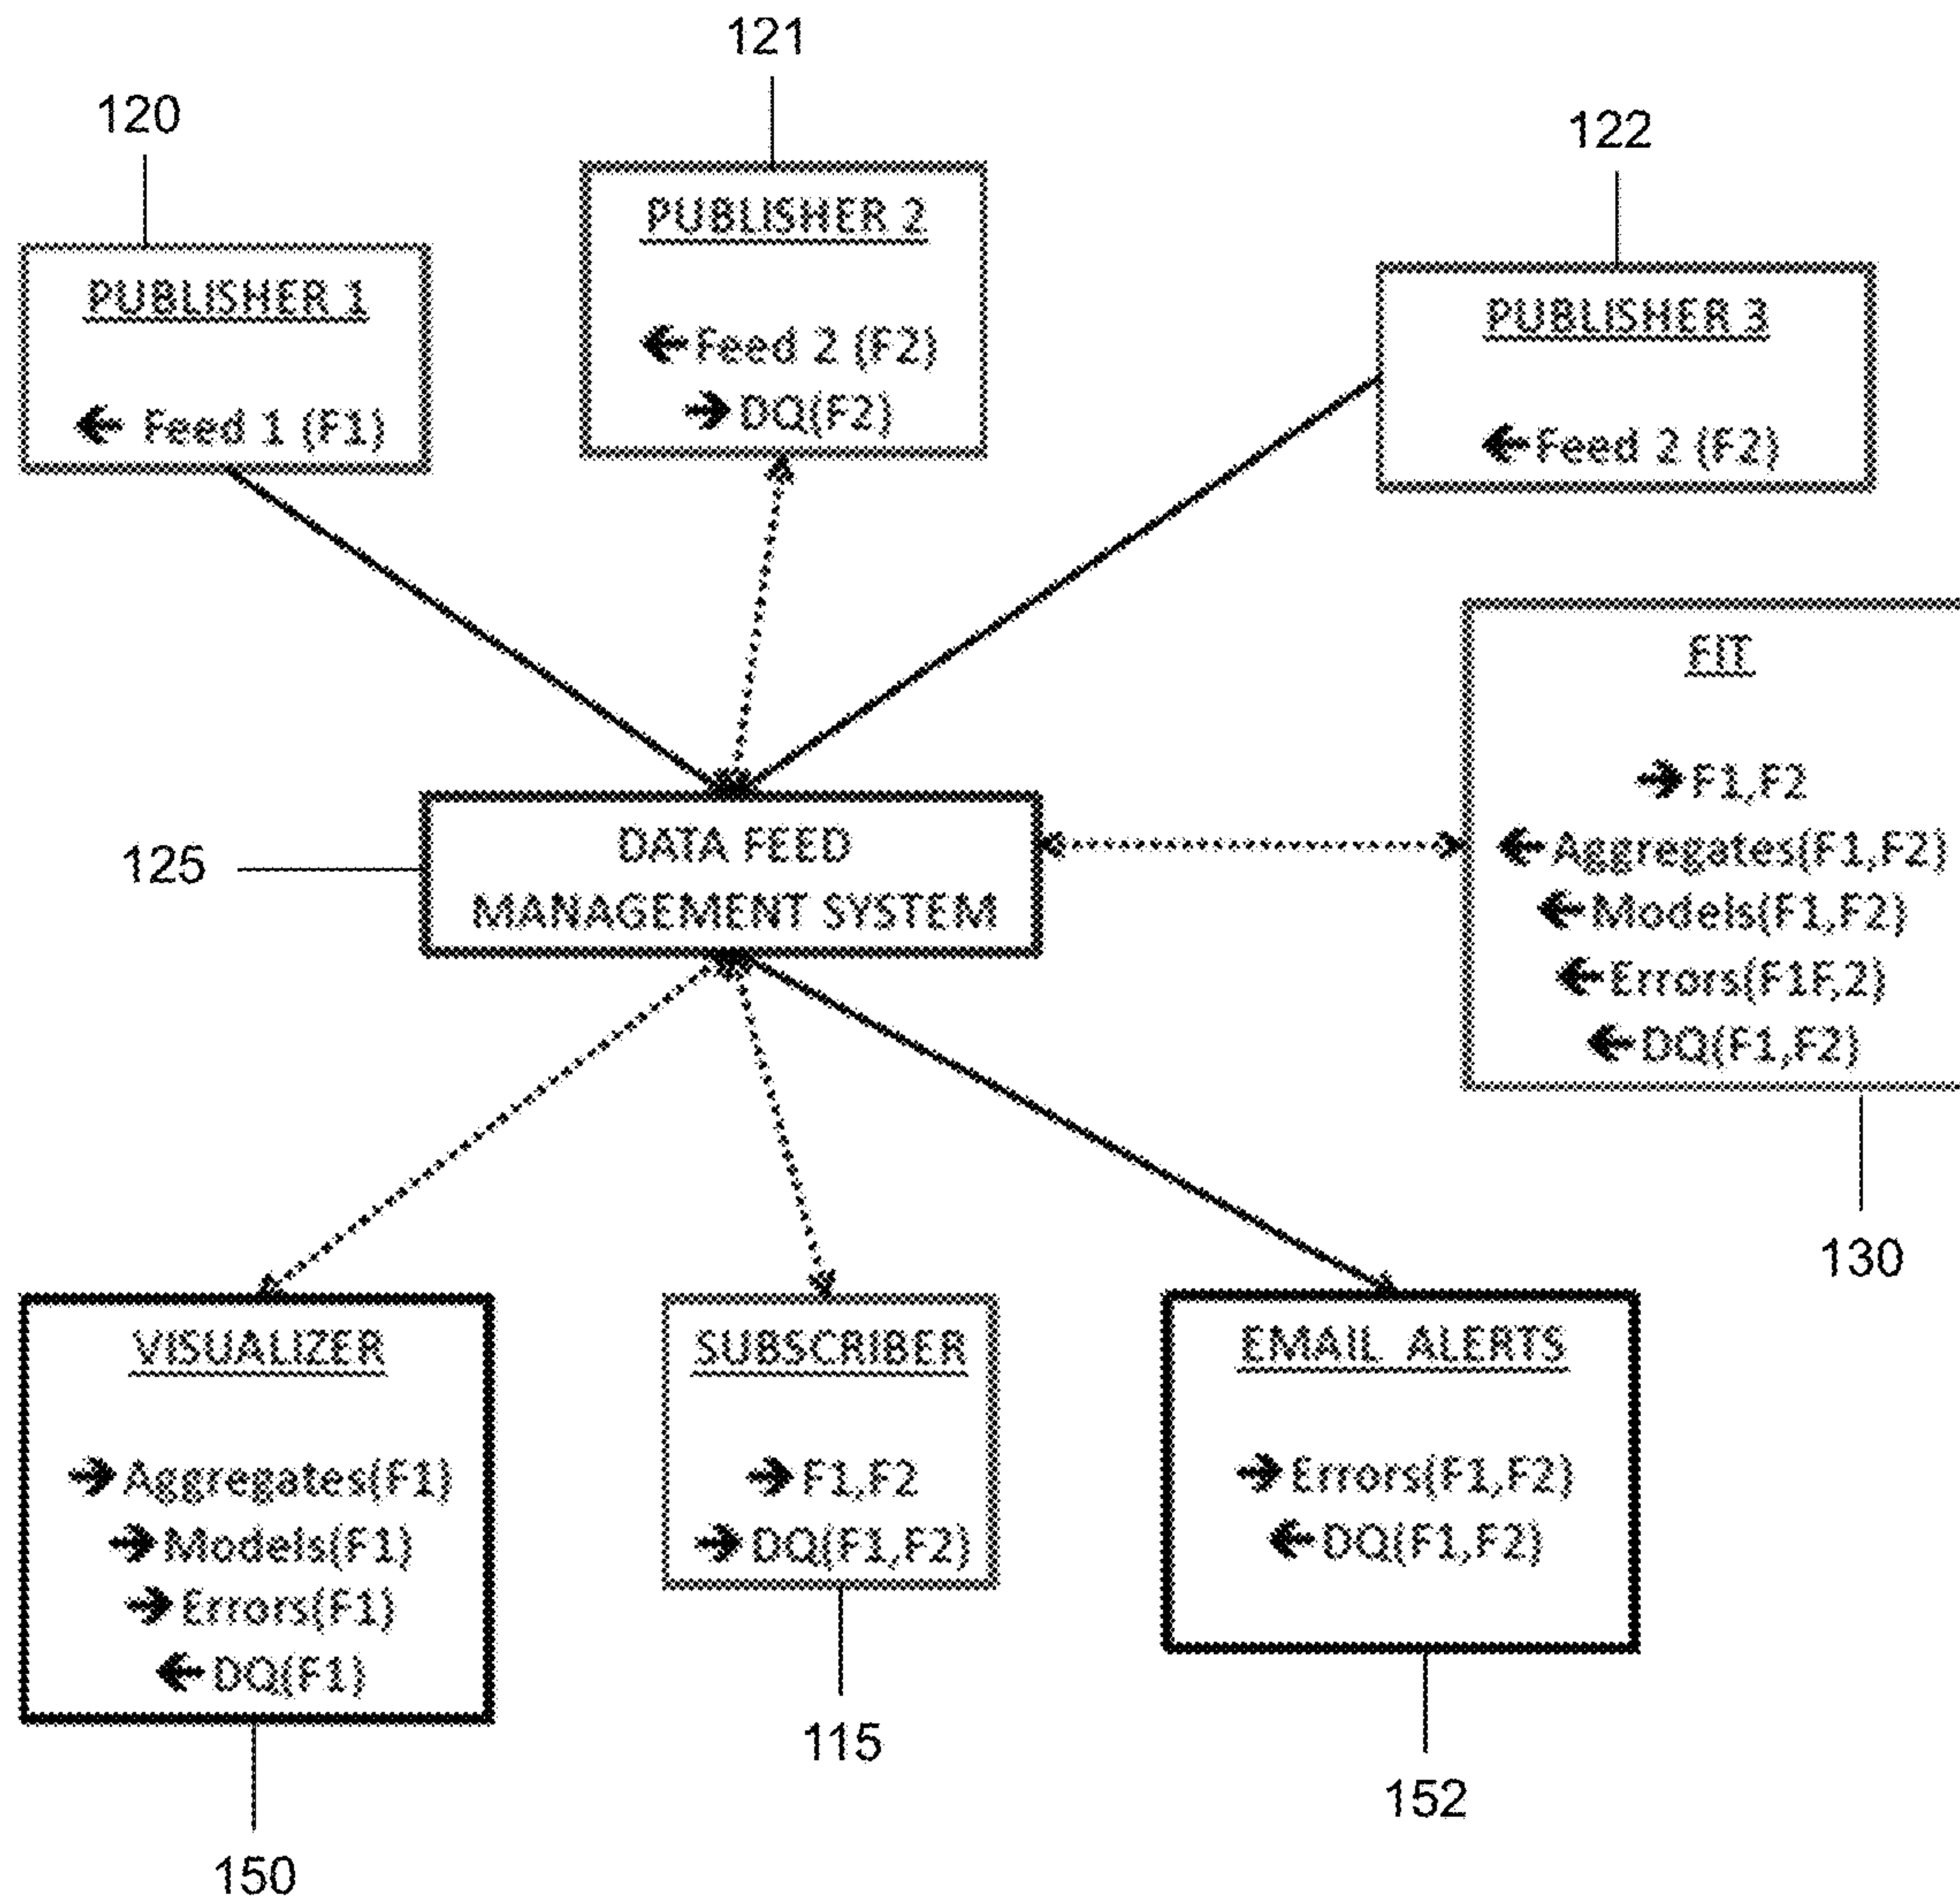 121
120
122
PUBLISHER 2
Feed 2 (F2)
DQ(F2)
PUBLISHER 1
Feed 1 (F1)
PUBLISHER 3
Feed 2 (F2)
FIT
F1,F2
Aggregates(F1,F2)
Models(F1,F2)
Errors(F1F,2)
DQ(F1,F2)
130
125
DATA FEED
MANAGEMENT SYSTEM
VISUALIZER
Aggregates(F1)
Models(F1)
Errors(F1)
DQ(F1)
150
SUBSCRIBER
F1,F2
DQ(F1,F2)
115
EMAIL ALERTS
Errors(F1,F2)
DQ(F1,F2)
152